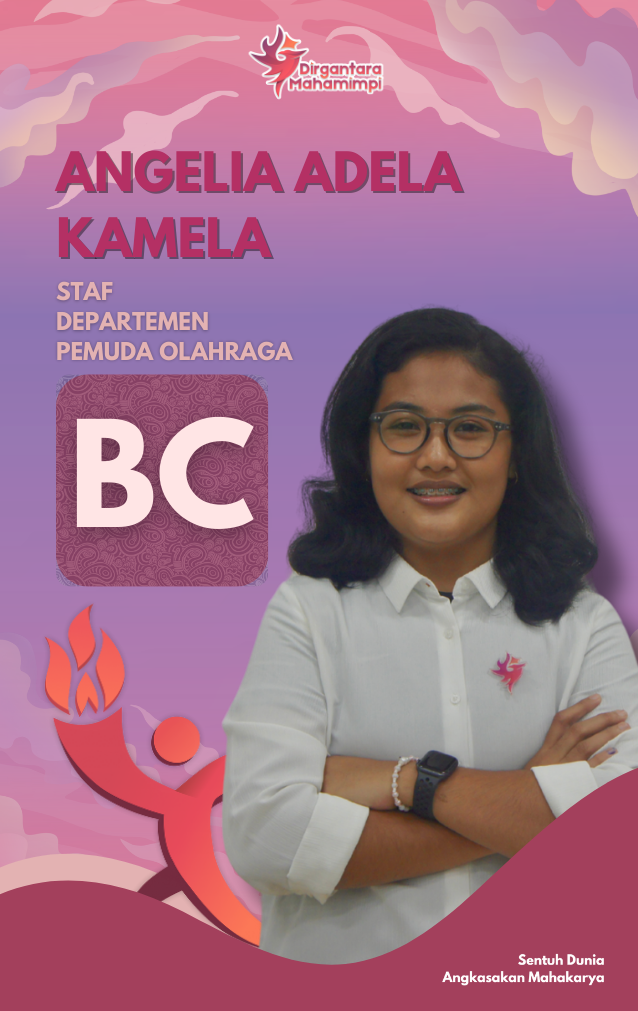 Dirgantara
Mahamimpi
ANGELIA ADELA
KAMELA
STAF
DEPARTEMEN
PEMUDA OLAHRAGA
BC
Sentuh Dunia
Angkasakan Mahakarya